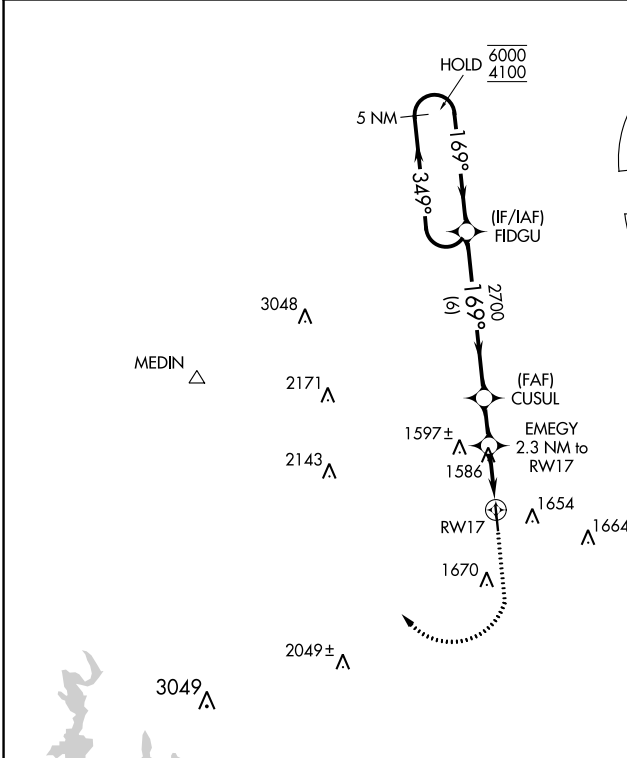 HOLD 6000
4100
5 NM
169°
349°
(IF/IAF)
FIDGU
2700
169°
(6)
3048
MEDIN
2171
(FAF)
CUSUL
1597±
EMEGY
2.3 NM to
RW17
2143
1586
1654
RW17
1664
1670
2049±
3049